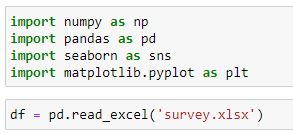 import numpy as np
import pandas as pd
import seaborn as sns
import matplotlib.pyplot as plt
df = pd.read_excel('survey.xlsx')